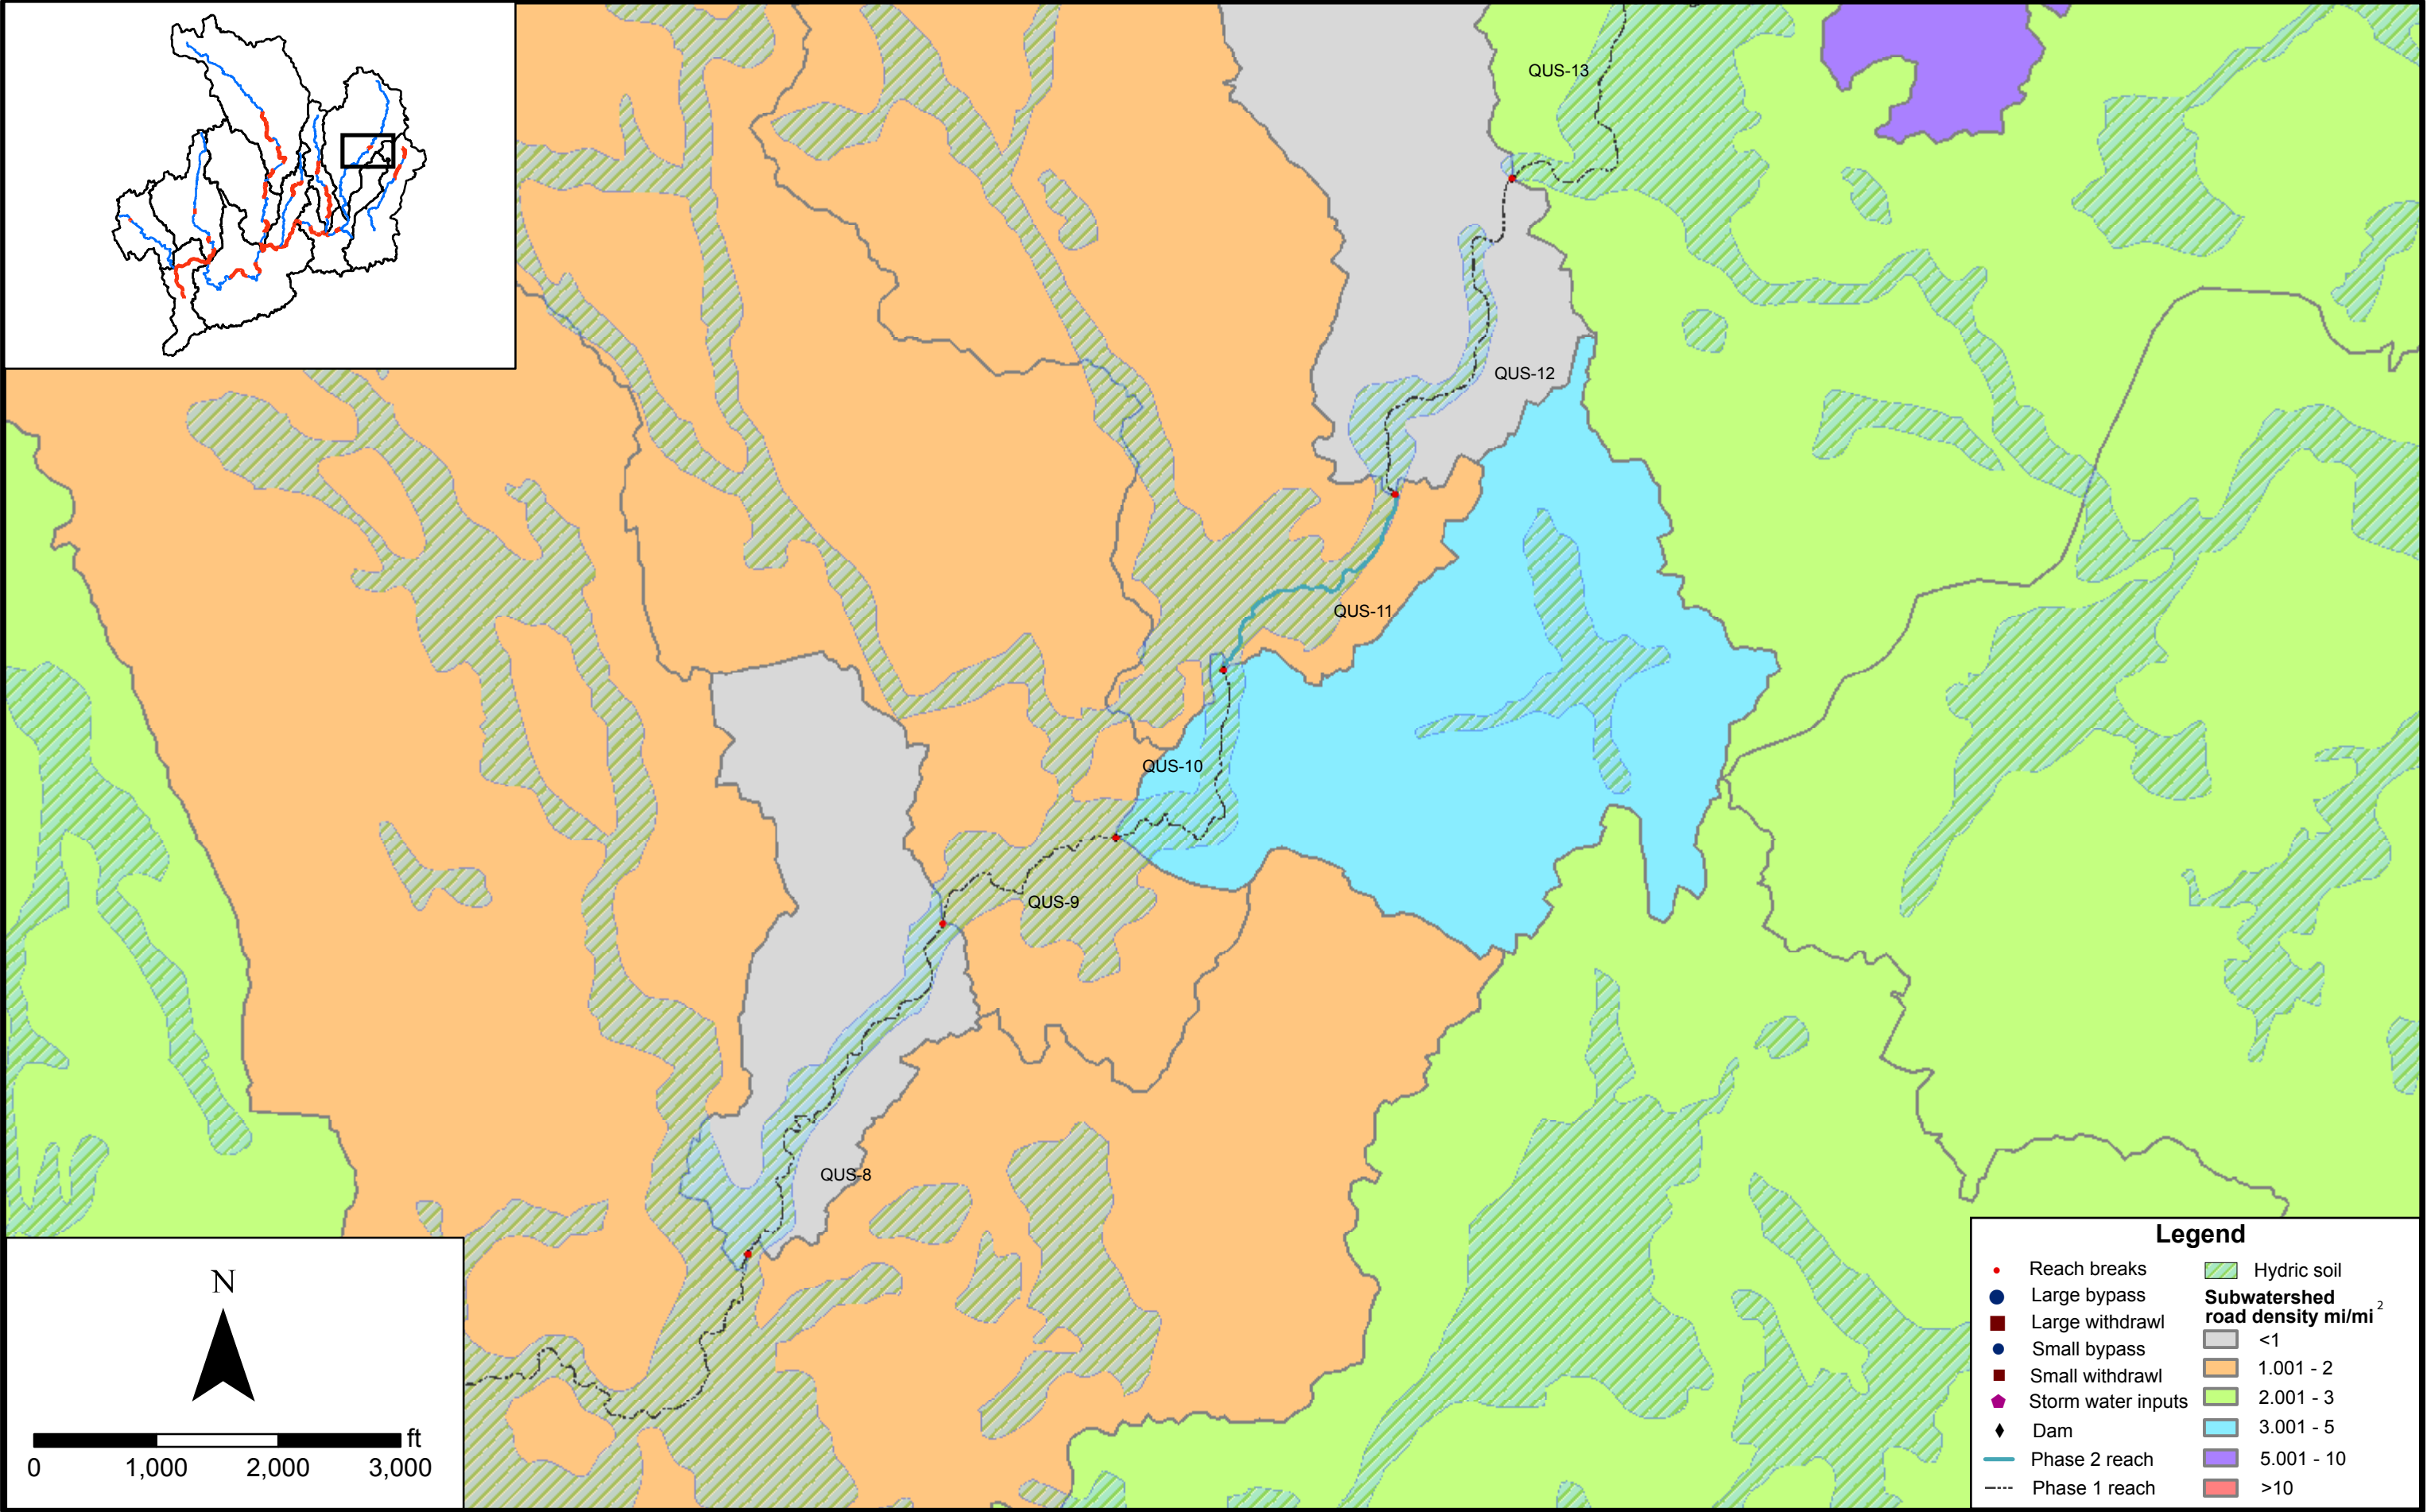 QUS-13
QUS-12
QUS-11
QUS-10
QUS-9
QUS-8
N
ft
0 1,000 2,000 3,000
Legend
Reach breaks
Large bypass
Large withdrawl
Small bypass
Small withdrawl
Storm water inputs
Dam
Phase 2 reach
Phase 1 reach
Hydric soil
Subwatershed
road density mi/mi 2
<1
1.001 - 2
2.001 - 3
3.001 - 5
5.001 - 10
>10